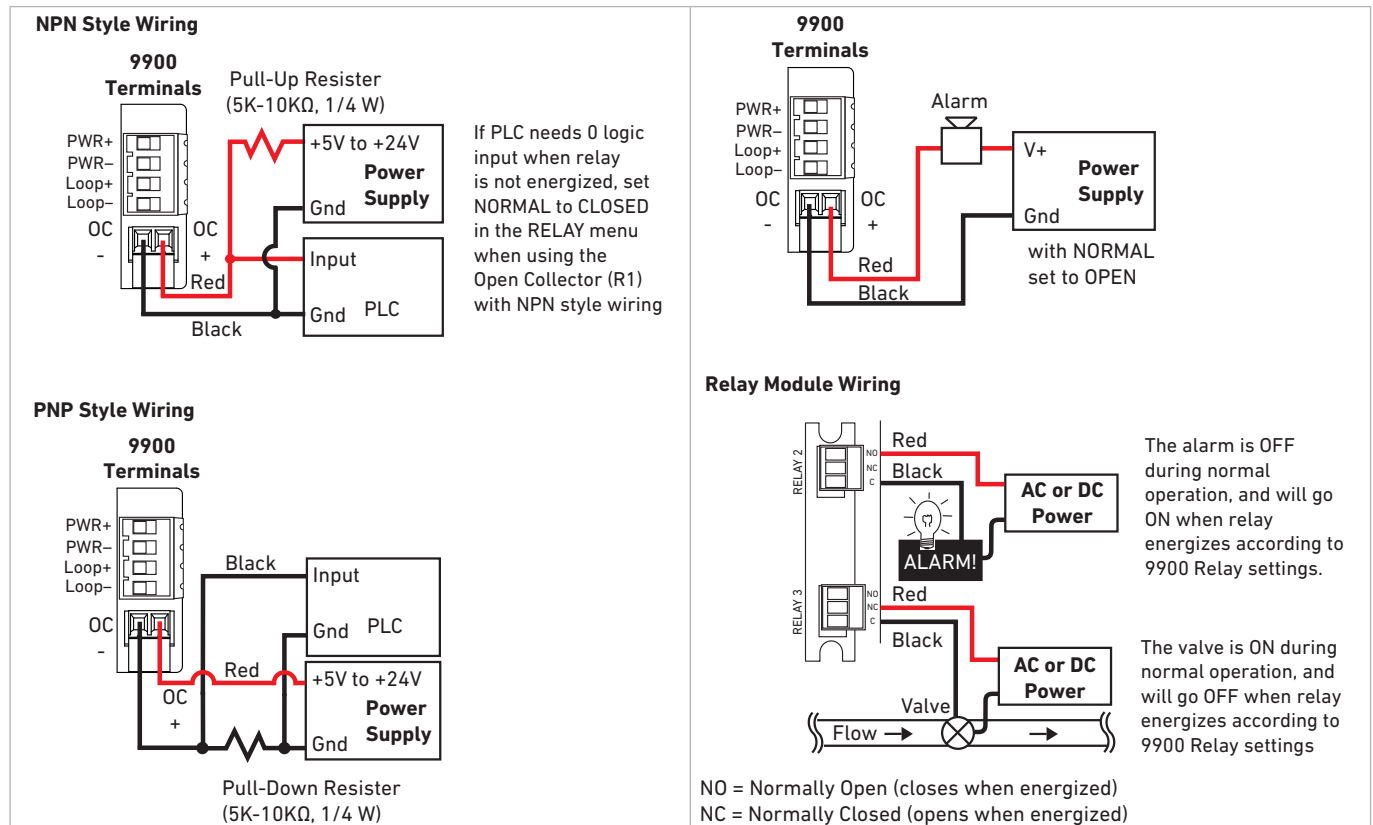 NPN Style Wiring
9900
Terminals
Pull-Up Resister
(5K-10KΩ, 1/4 W)
PWR+
PWR–
Loop+
Loop–
OC
-
OC
+
Red
Black
+5V to +24V
Power
Supply
Gnd
Input
Gnd PLC
If PLC needs 0 logic
input when relay
is not energized, set
NORMAL to CLOSED
in the RELAY menu
when using the
Open Collector (R1)
with NPN style wiring
9900
Terminals
PWR+
PWR–
Loop+
Loop–
OC
-
OC
+
Alarm
V+
Power
Supply
Gnd
Red
Black
with NORMAL
set to OPEN
PNP Style Wiring
9900
Terminals
PWR+
PWR–
Loop+
Loop–
OC
-
OC
+
Black
Red
Input
Gnd PLC
+5V to +24V
Power
Supply
Gnd
Pull-Down Resister
(5K-10KΩ, 1/4 W)
Relay Module Wiring
RELAY 2
NO
NC
C
Red
Black
AC or DC
Power
ALARM!
The alarm is OFF
during normal
operation, and will go
ON when relay
energizes according to
9900 Relay settings.
RELAY 3
NO
NC
C
Red
Black
AC or DC
Power
Valve
Flow
The valve is ON during
normal operation, and
will go OFF when relay
energizes according to
9900 Relay settings
NO = Normally Open (closes when energized)
NC = Normally Closed (opens when energized)